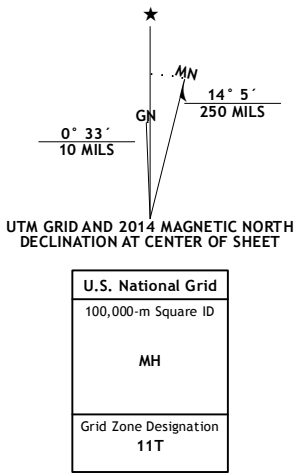 ★
MN
14° 5´
250 MILS
GN
0° 33´
10 MILS
UTM GRID AND 2014 MAGNETIC NORTH
DECLINATION AT CENTER OF SHEET
U.S. National Grid
100,000-m Square ID
MH
Grid Zone Designation
11T